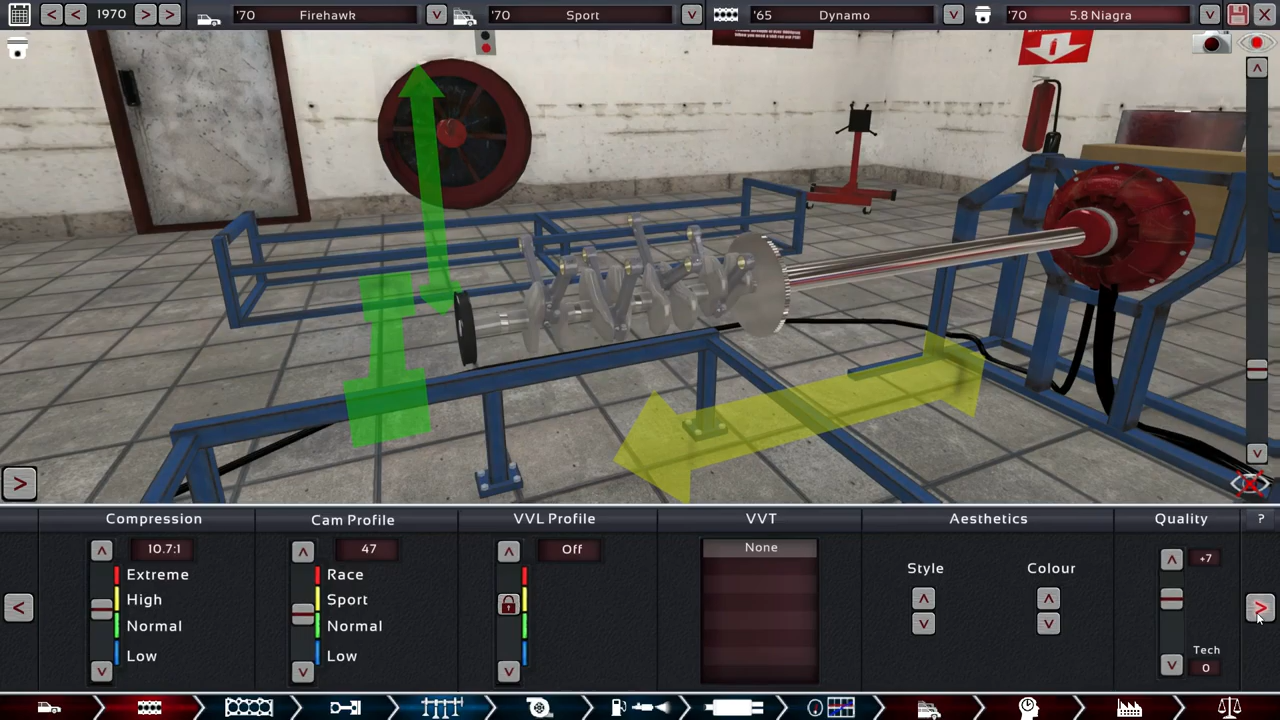 1970
'70 Firehawk
'70 Sport
'65 Dynamo
'70 5.8 Niagra
Compression
10.7:1
Extreme
High
Normal
Low
Cam Profile
47
Race
Sport
Normal
Low
VVL Profile
Off
VVT
None
Aesthetics
Style
Colour
Quality
+7
Tech
0
?